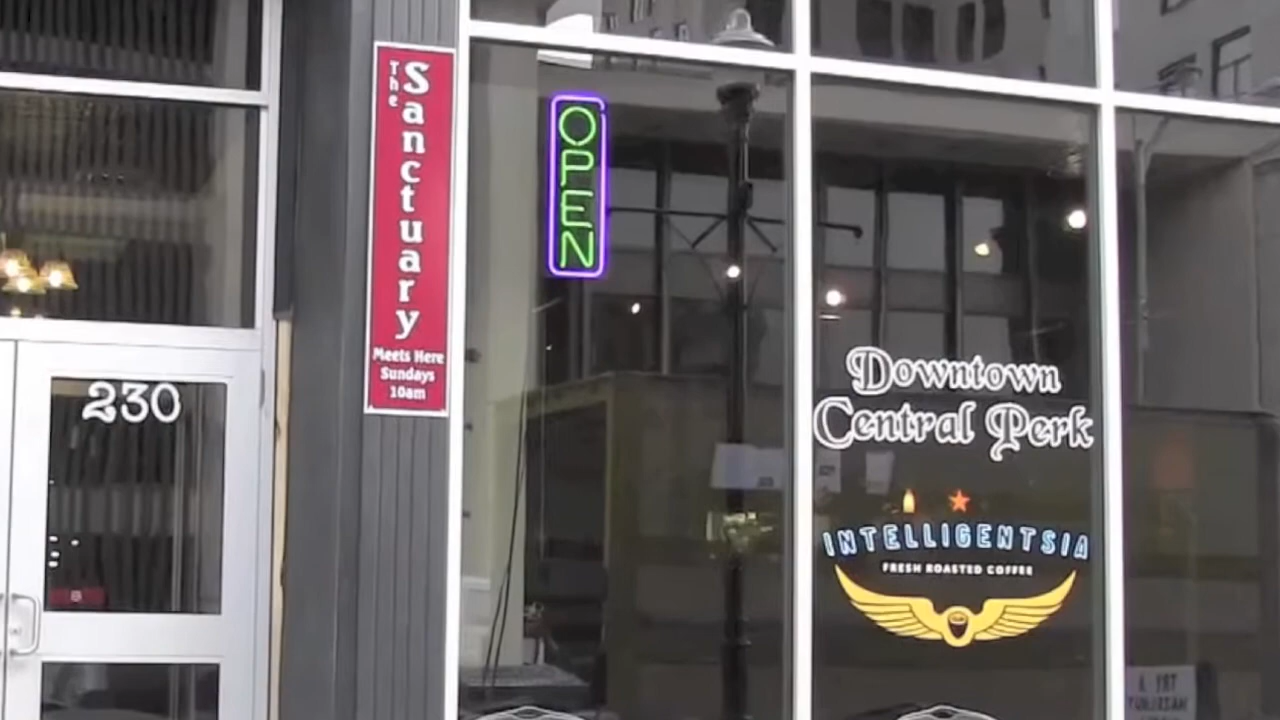 The Sanctuary
Meets Here
Sundays
10am
OPEN
230
Downtown
Central Perk
INTELLIGENTSIA
FRESH ROASTED COFFEE